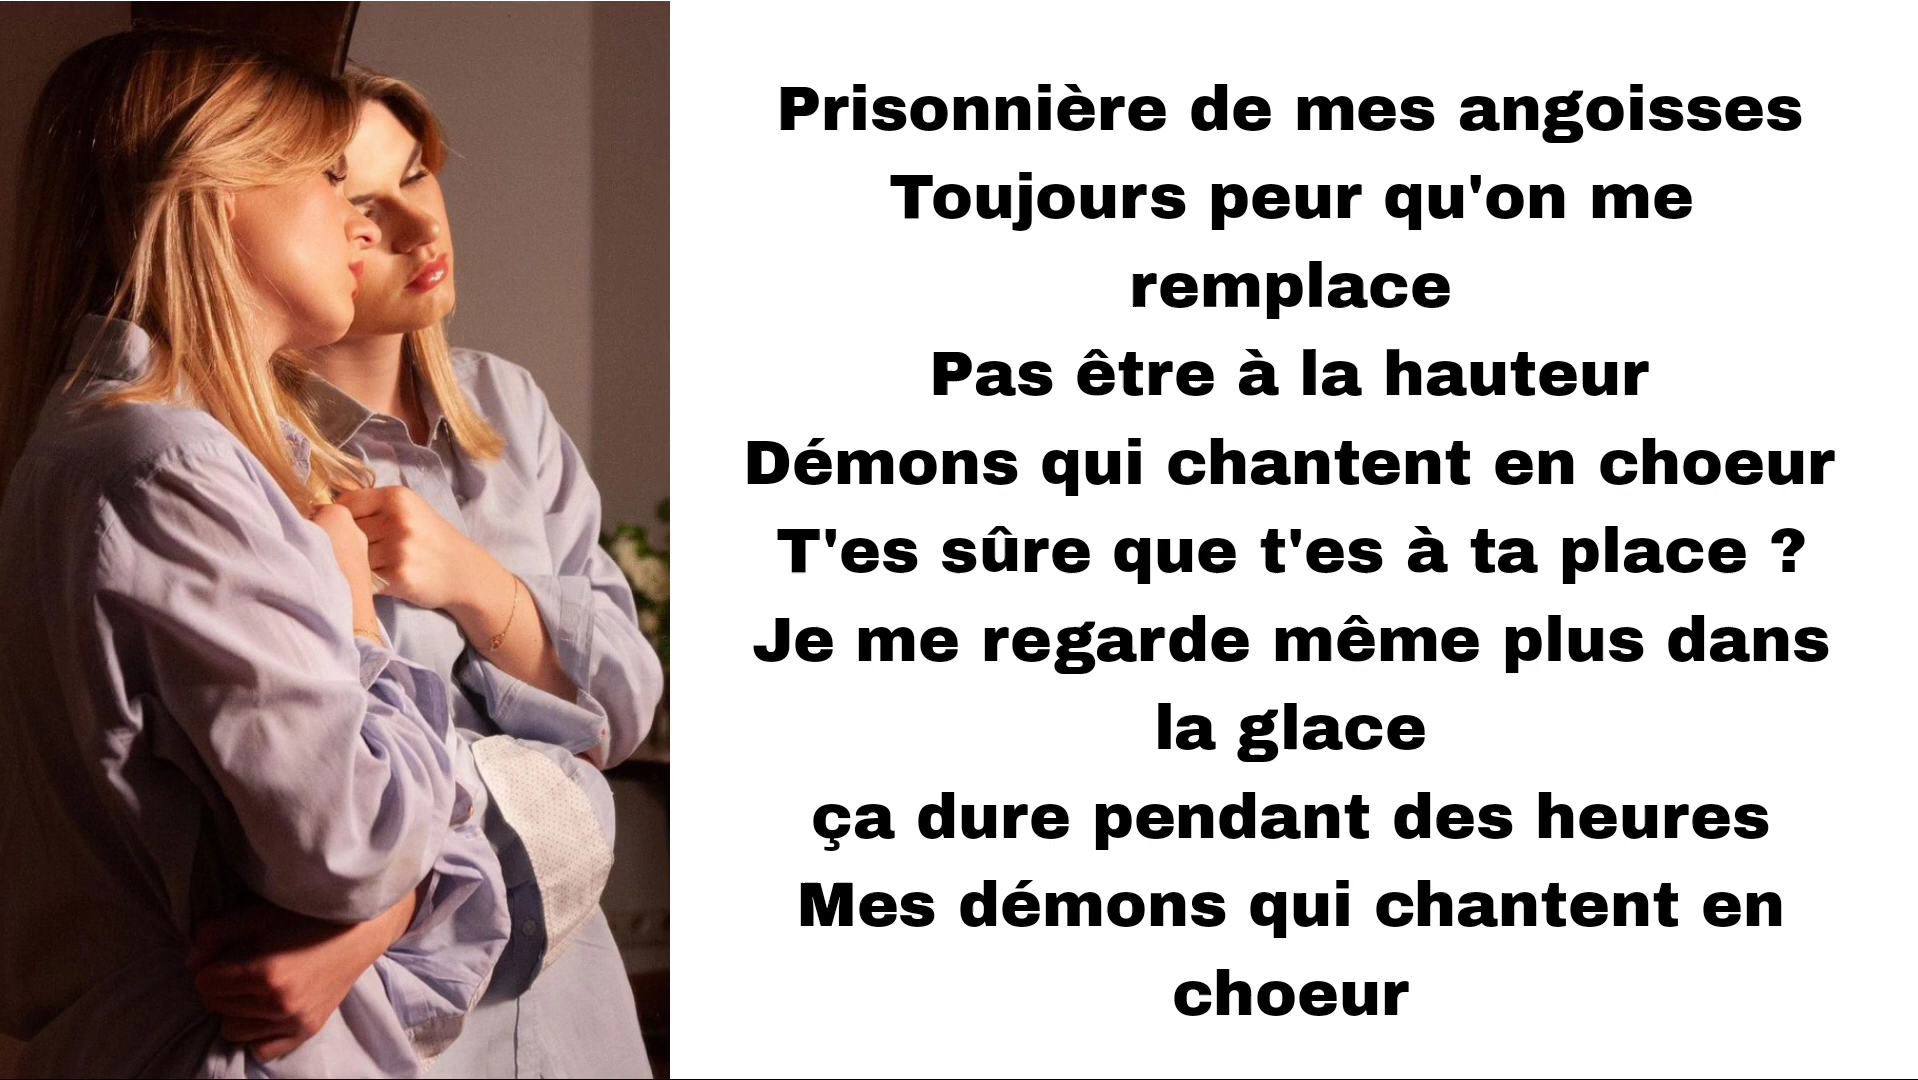 Prisonnière de mes angoisses
Toujours peur qu'on me
remplace
Pas être à la hauteur
Démons qui chantent en choeur
T'es sûre que t'es à ta place ?
Je me regarde même plus dans
la glace
ça dure pendant des heures
Mes démons qui chantent en
choeur